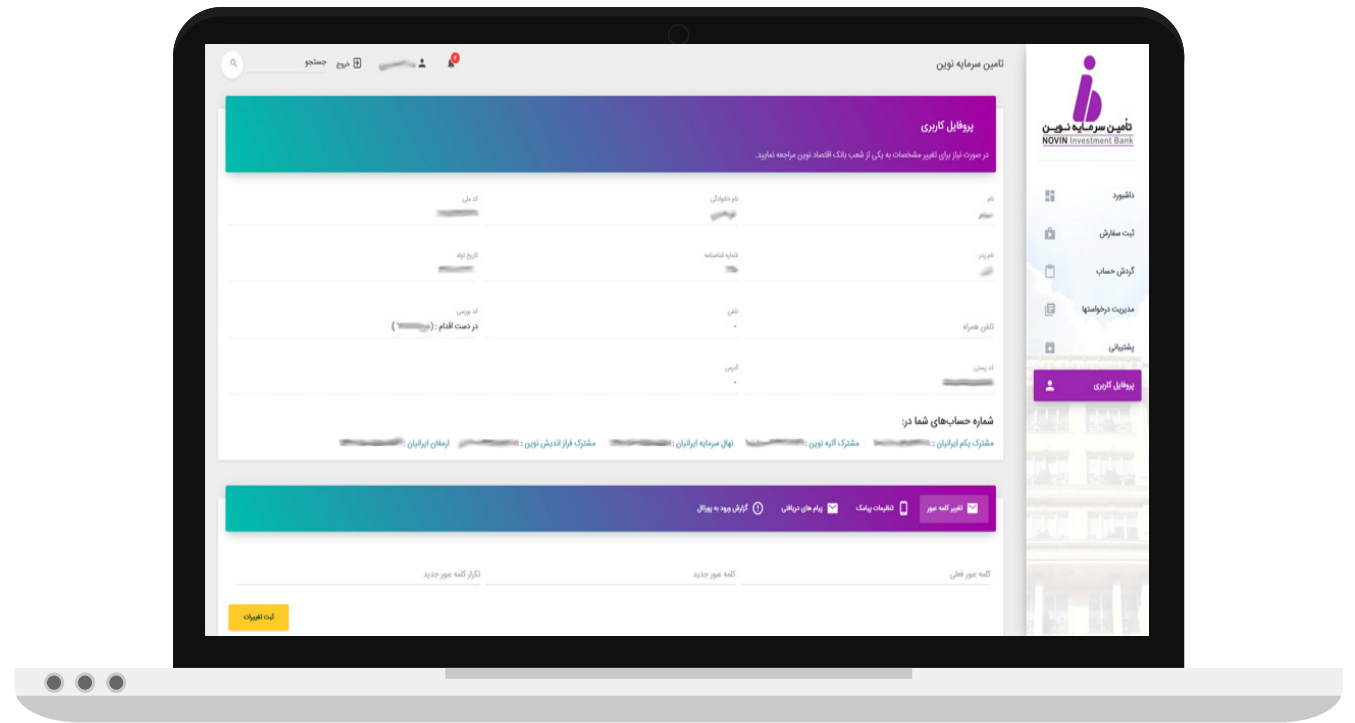 تامین سرمایه نوین
خروج
جستجو
تأمین سرمایه نوین
NOVIN Investment Bank
داشبورد
ثبت سفارش
گردش حساب
مدیریت درخواستها
پشتیبانی
پروفایل کاربری
پروفایل کاربری
در صورت نیاز برای تغییر مشخصات به یکی از شعب بانک اقتصاد نوین مراجعه نمایید.
نام نام خانوادگی کد ملی
نام پدر شماره شناسنامه تاریخ تولد
تلفن همراه تلفن کد بورسی
- در دست اقدام : ( )
کد پستی آدرس
-
شماره حساب‌های شما در:
مشترک یکم ایرانیان : مشترک آتیه نوین : نهال سرمایه ایرانیان : مشترک فراز اندیش نوین : ارمغان ایرانیان :
تغییر کلمه عبور تنظیمات پیامک پیام های دریافتی گزارش ورود به پورتال
کلمه عبور فعلی کلمه عبور جدید تکرار کلمه عبور جدید
ثبت تغییرات